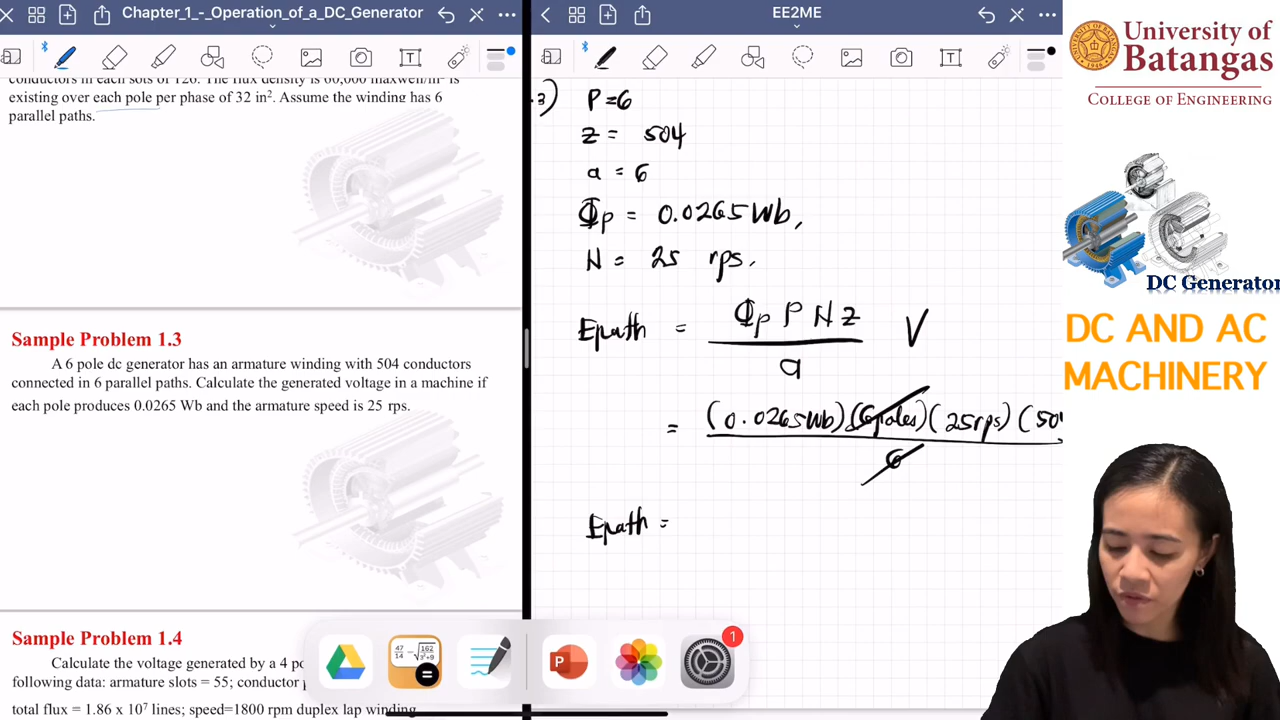 Chapter_1_-_Operation_of_a_DC_Generator
conductors in each slots of 126. The flux density is 60,000 maxwell/in² is
existing over each pole per phase of 32 in². Assume the winding has 6
parallel paths.
Sample Problem 1.3
A 6 pole dc generator has an armature winding with 504 conductors
connected in 6 parallel paths. Calculate the generated voltage in a machine if
each pole produces 0.0265 Wb and the armature speed is 25 rps.
Sample Problem 1.4
Calculate the voltage generated by a 4 po
following data: armature slots = 55; conductor p
total flux = 1.86 x 10⁷ lines; speed=1800 rpm duplex lap winding
EE2ME
.3) P=6
Z = 504
a = 6
Φp = 0.0265 Wb,
N = 25 rps.
Epath = Φp P N Z V
a
= (0.0265Wb)(6poles)(25rps)(504
6
Epath =
1
University of
Batangas
COLLEGE OF ENGINEERING
DC Generator
DC AND AC
MACHINERY